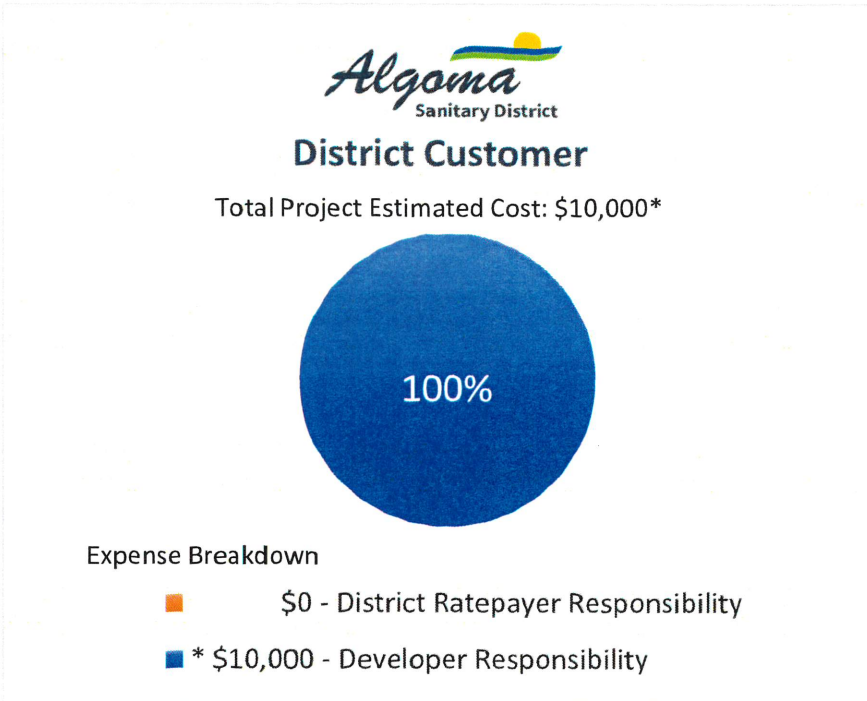 Algoma
Sanitary District
District Customer
Total Project Estimated Cost: $10,000*
100%
Expense Breakdown
$0 - District Ratepayer Responsibility
* $10,000 - Developer Responsibility